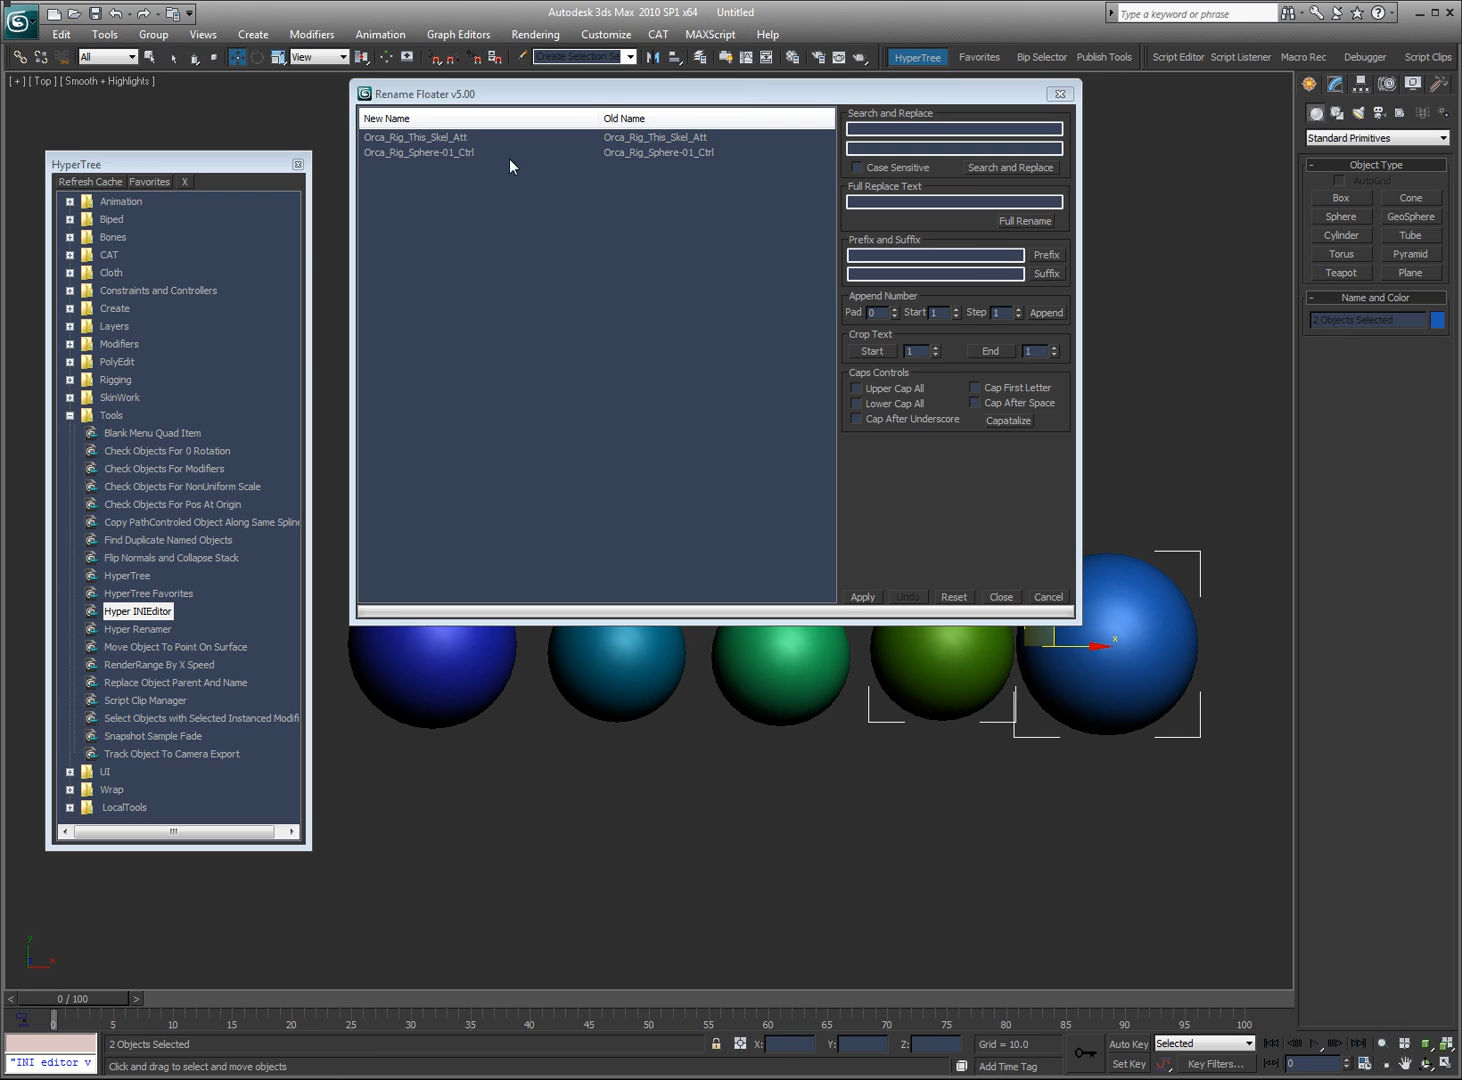 Autodesk 3ds Max 2010 SP1 x64 Untitled
Type a keyword or phrase
Edit Tools Group Views Create Modifiers Animation Graph Editors Rendering Customize CAT MAXScript Help
All
View
Create Selection Se
HyperTree Favorites Bip Selector Publish Tools Script Editor Script Listener Macro Rec Debugger Script Clips
[ + ] [ Top ] [ Smooth + Highlights ]
Rename Floater v5.00
New Name Old Name
Orca_Rig_This_Skel_Att Orca_Rig_This_Skel_Att
Orca_Rig_Sphere-01_Ctrl Orca_Rig_Sphere-01_Ctrl
Search and Replace
Case Sensitive Search and Replace
Full Replace Text
Full Rename
Prefix and Suffix
Prefix
Suffix
Append Number
Pad 0 Start 1 Step 1 Append
Crop Text
Start 1 End 1
Caps Controls
Upper Cap All Cap First Letter
Lower Cap All Cap After Space
Cap After Underscore Capatalize
Apply Undo Reset Close Cancel
HyperTree
Refresh Cache Favorites X
Animation
Biped
Bones
CAT
Cloth
Constraints and Controllers
Create
Layers
Modifiers
PolyEdit
Rigging
SkinWork
Tools
Blank Menu Quad Item
Check Objects For 0 Rotation
Check Objects For Modifiers
Check Objects For NonUniform Scale
Check Objects For Pos At Origin
Copy PathControled Object Along Same Spline
Find Duplicate Named Objects
Flip Normals and Collapse Stack
HyperTree
HyperTree Favorites
Hyper INIEditor
Hyper Renamer
Move Object To Point On Surface
RenderRange By X Speed
Replace Object Parent And Name
Script Clip Manager
Select Objects with Selected Instanced Modifi
Snapshot Sample Fade
Track Object To Camera Export
UI
Wrap
LocalTools
Standard Primitives
- Object Type
AutoGrid
Box Cone
Sphere GeoSphere
Cylinder Tube
Torus Pyramid
Teapot Plane
- Name and Color
2 Objects Selected
x
y
x
< 0 / 100 >
0 5 10 15 20 25 30 35 40 45 50 55 60 65 70 75 80 85 90 95 100
2 Objects Selected X: Y: Z: Grid = 10.0 Auto Key Selected
"INI editor v Click and drag to select and move objects Add Time Tag Set Key Key Filters... 0